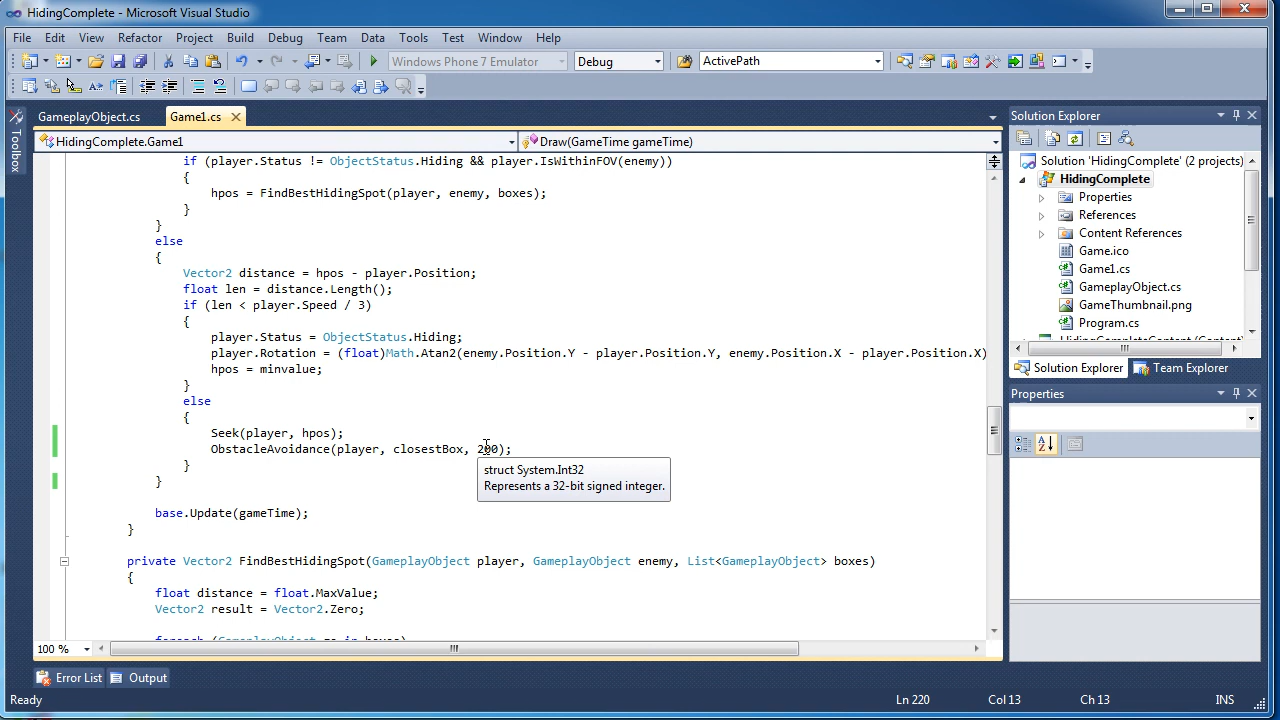 HidingComplete - Microsoft Visual Studio
File Edit View Refactor Project Build Debug Team Data Tools Test Window Help
Windows Phone 7 Emulator Debug ActivePath
GameplayObject.cs Game1.cs
Toolbox
HidingComplete.Game1 Draw(GameTime gameTime)
if (player.Status != ObjectStatus.Hiding && player.IsWithinFOV(enemy))
{
hpos = FindBestHidingSpot(player, enemy, boxes);
}
}
else
{
Vector2 distance = hpos - player.Position;
float len = distance.Length();
if (len < player.Speed / 3)
{
player.Status = ObjectStatus.Hiding;
player.Rotation = (float)Math.Atan2(enemy.Position.Y - player.Position.Y, enemy.Position.X - player.Position.X)
hpos = minvalue;
}
else
{
Seek(player, hpos);
ObstacleAvoidance(player, closestBox, 200);
}
}
struct System.Int32
Represents a 32-bit signed integer.
base.Update(gameTime);
}
private Vector2 FindBestHidingSpot(GameplayObject player, GameplayObject enemy, List<GameplayObject> boxes)
{
float distance = float.MaxValue;
Vector2 result = Vector2.Zero;
foreach (GameplayObject go in boxes)
100 %
Solution Explorer
Solution 'HidingComplete' (2 projects)
HidingComplete
Properties
References
Content References
Game.ico
Game1.cs
GameplayObject.cs
GameThumbnail.png
Program.cs
HidingCompleteContent (Content)
Solution Explorer Team Explorer
Properties
Error List Output
Ready Ln 220 Col 13 Ch 13 INS